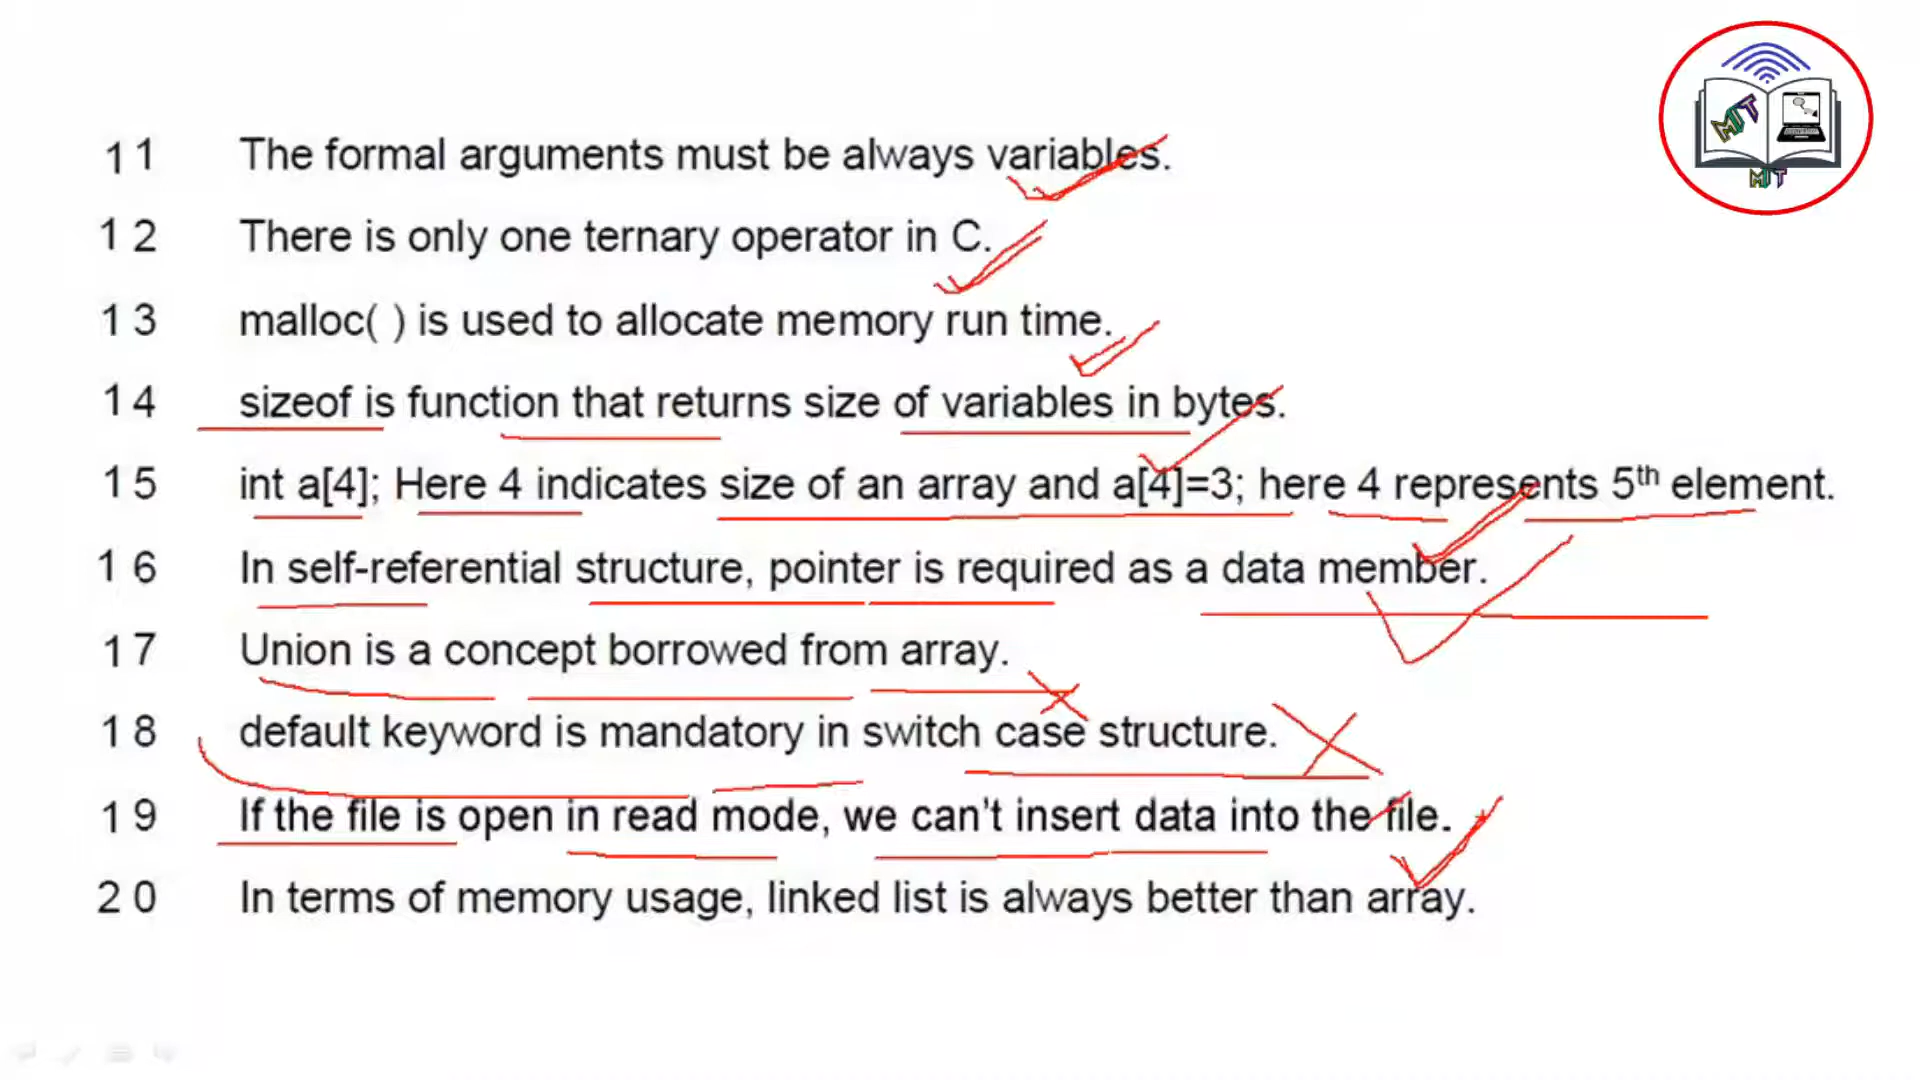 MIT
MIT
11 The formal arguments must be always variables.
12 There is only one ternary operator in C.
13 malloc( ) is used to allocate memory run time.
14 sizeof is function that returns size of variables in bytes.
15 int a[4]; Here 4 indicates size of an array and a[4]=3; here 4 represents 5th element.
16 In self-referential structure, pointer is required as a data member.
17 Union is a concept borrowed from array.
18 default keyword is mandatory in switch case structure.
19 If the file is open in read mode, we can't insert data into the file.
20 In terms of memory usage, linked list is always better than array.